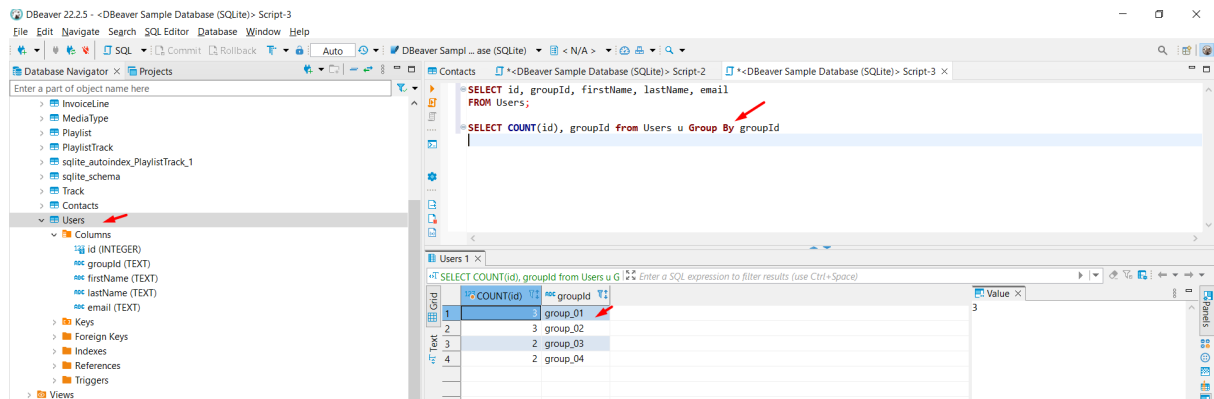 DBeaver 22.2.5 - <DBeaver Sample Database (SQLite)> Script-3
File Edit Navigate Search SQL Editor Database Window Help
SQL Commit Rollback Auto DBeaver Sampl ... ase (SQLite) < N/A >
Database Navigator Projects
Enter a part of object name here
InvoiceLine
MediaType
Playlist
PlaylistTrack
sqlite_autoindex_PlaylistTrack_1
sqlite_schema
Track
Contacts
Users
Columns
id (INTEGER)
groupId (TEXT)
firstName (TEXT)
lastName (TEXT)
email (TEXT)
Keys
Foreign Keys
Indexes
References
Triggers
Views
Contacts *<DBeaver Sample Database (SQLite)> Script-2 *<DBeaver Sample Database (SQLite)> Script-3
SELECT id, groupId, firstName, lastName, email
FROM Users;
SELECT COUNT(id), groupId from Users u Group By groupId
Users 1
SELECT COUNT(id), groupId from Users u G Enter a SQL expression to filter results (use Ctrl+Space)
Grid
Text
123 COUNT(id) ABC groupId
1 3 group_01
2 3 group_02
3 2 group_03
4 2 group_04
Value
3
Panels